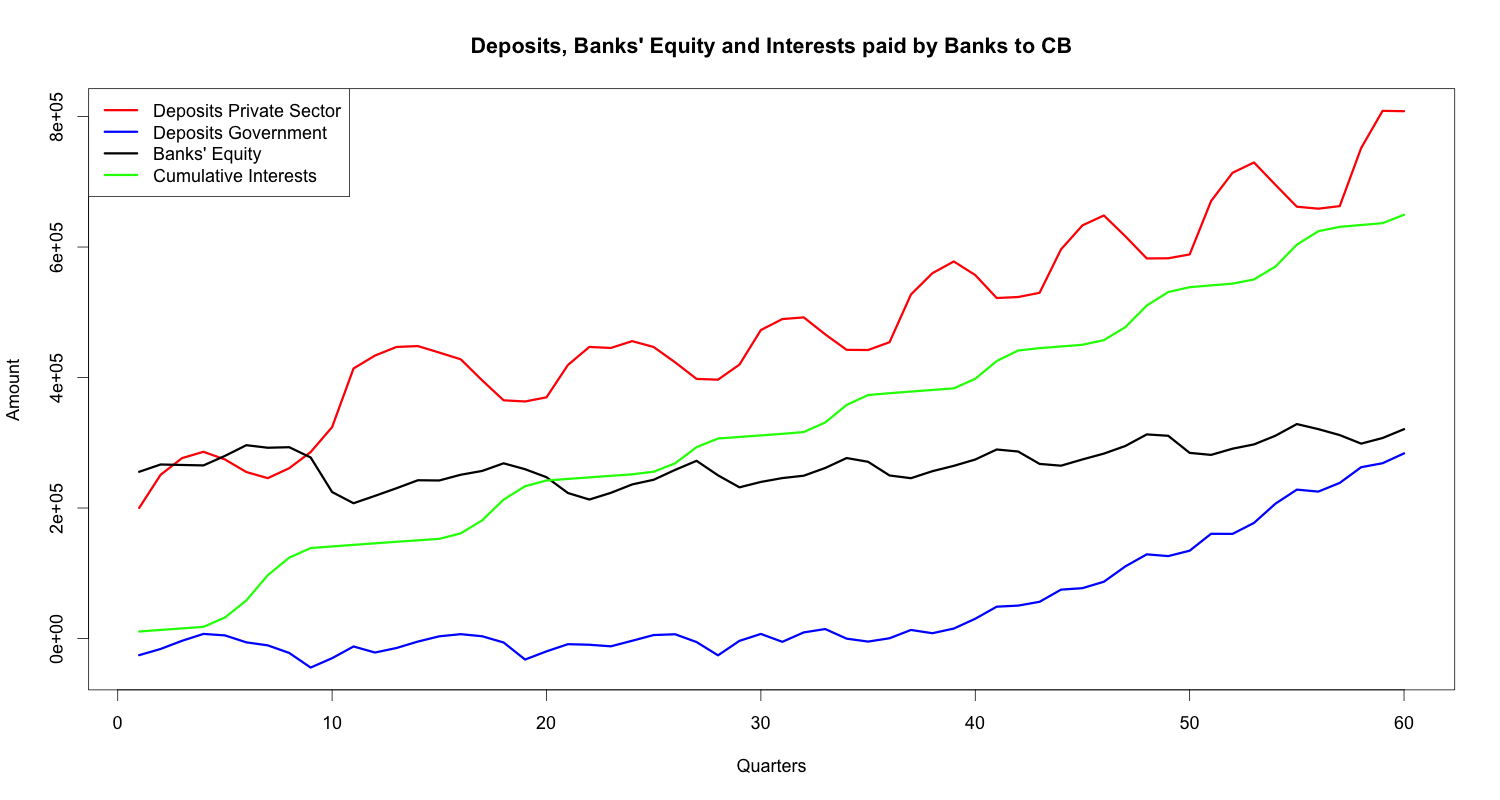 Deposits, Banks' Equity and Interests paid by Banks to CB
Deposits Private Sector
Deposits Government
Banks' Equity
Cumulative Interests
Amount
8e+05
6e+05
4e+05
2e+05
0e+00
0 10 20 30 40 50 60
Quarters